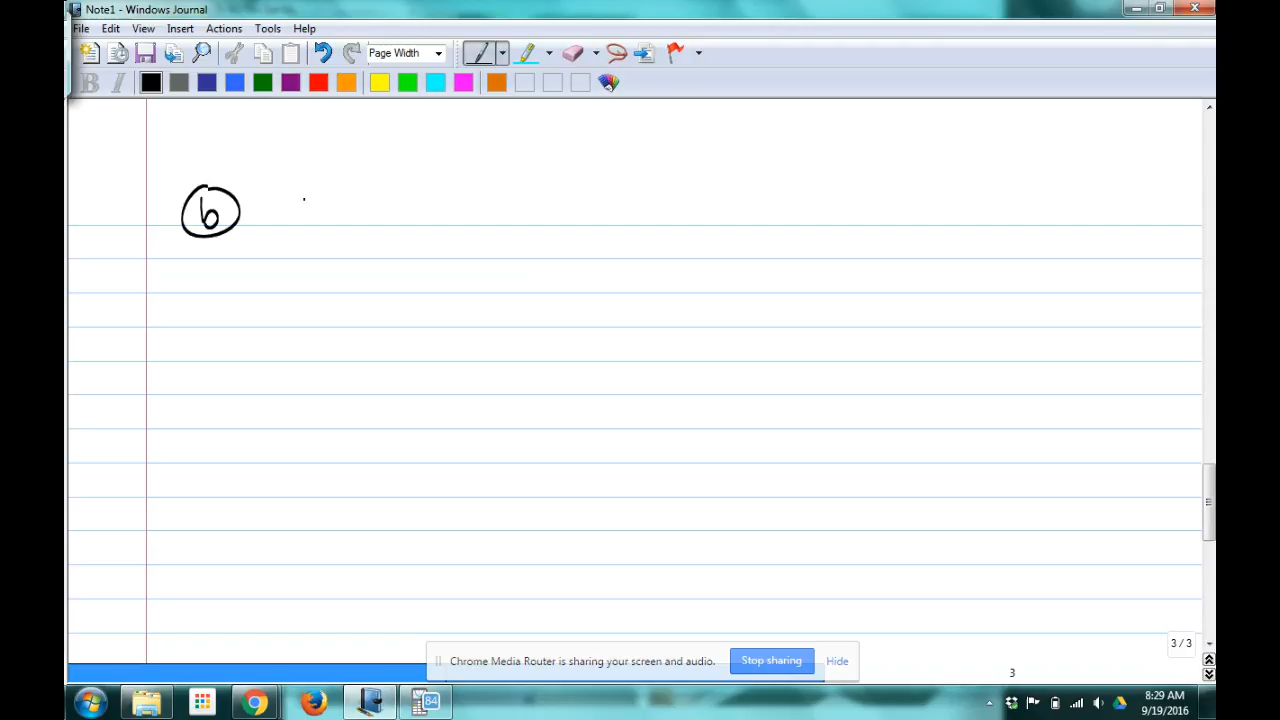 Note1 - Windows Journal
File Edit View Insert Actions Tools Help
Page Width
B I
b
3 / 3
Chrome Media Router is sharing your screen and audio. Stop sharing Hide
3
84
8:29 AM
9/19/2016